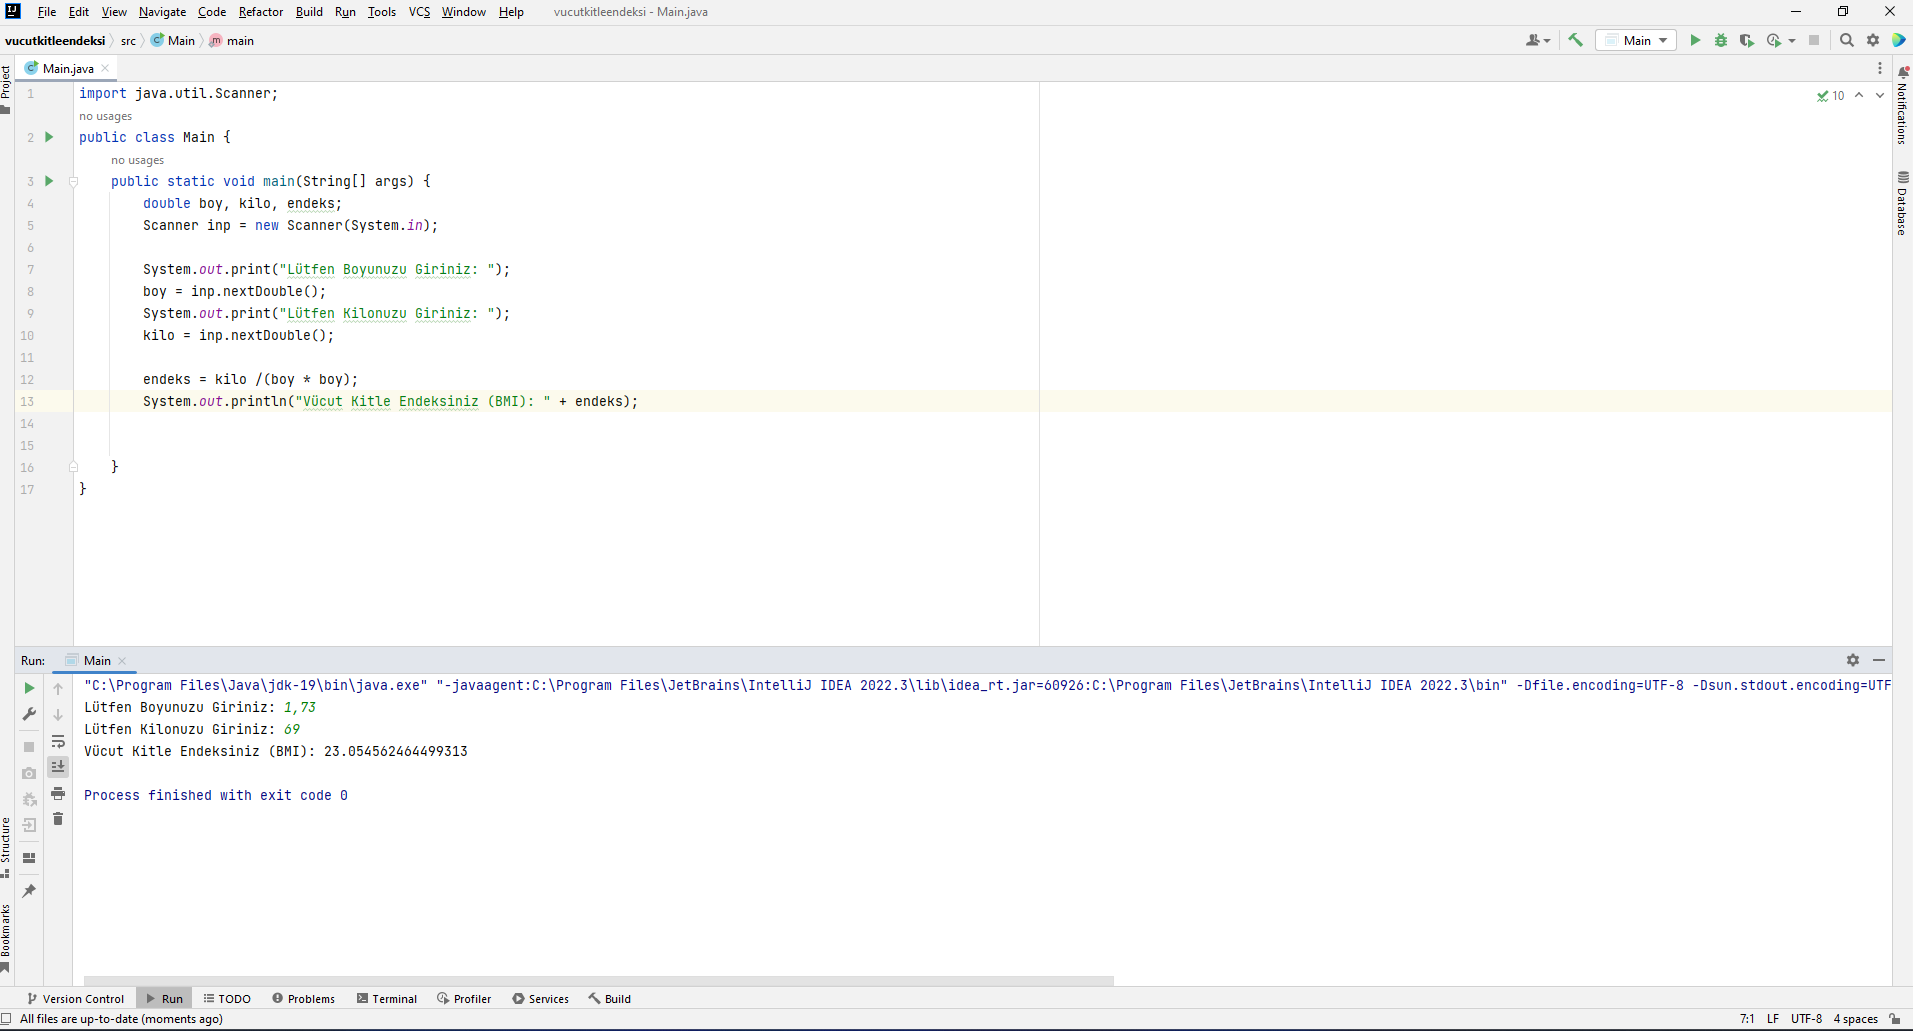 File Edit View Navigate Code Refactor Build Run Tools VCS Window Help vucutkitleendeksi - Main.java
vucutkitleendeksi src Main main
Main
Main.java
Project
Notifications
Database
1 import java.util.Scanner;
no usages
2 public class Main {
no usages
3 public static void main(String[] args) {
4 double boy, kilo, endeks;
5 Scanner inp = new Scanner(System.in);
6
7 System.out.print("Lütfen Boyunuzu Giriniz: ");
8 boy = inp.nextDouble();
9 System.out.print("Lütfen Kilonuzu Giriniz: ");
10 kilo = inp.nextDouble();
11
12 endeks = kilo /(boy * boy);
13 System.out.println("Vücut Kitle Endeksiniz (BMI): " + endeks);
14
15
16 }
17 }
10
Run: Main
"C:\Program Files\Java\jdk-19\bin\java.exe" "-javaagent:C:\Program Files\JetBrains\IntelliJ IDEA 2022.3\lib\idea_rt.jar=60926:C:\Program Files\JetBrains\IntelliJ IDEA 2022.3\bin" -Dfile.encoding=UTF-8 -Dsun.stdout.encoding=UTF
Lütfen Boyunuzu Giriniz: 1,73
Lütfen Kilonuzu Giriniz: 69
Vücut Kitle Endeksiniz (BMI): 23.054562464499313
Process finished with exit code 0
Structure
Bookmarks
Version Control Run TODO Problems Terminal Profiler Services Build
All files are up-to-date (moments ago) 7:1 LF UTF-8 4 spaces